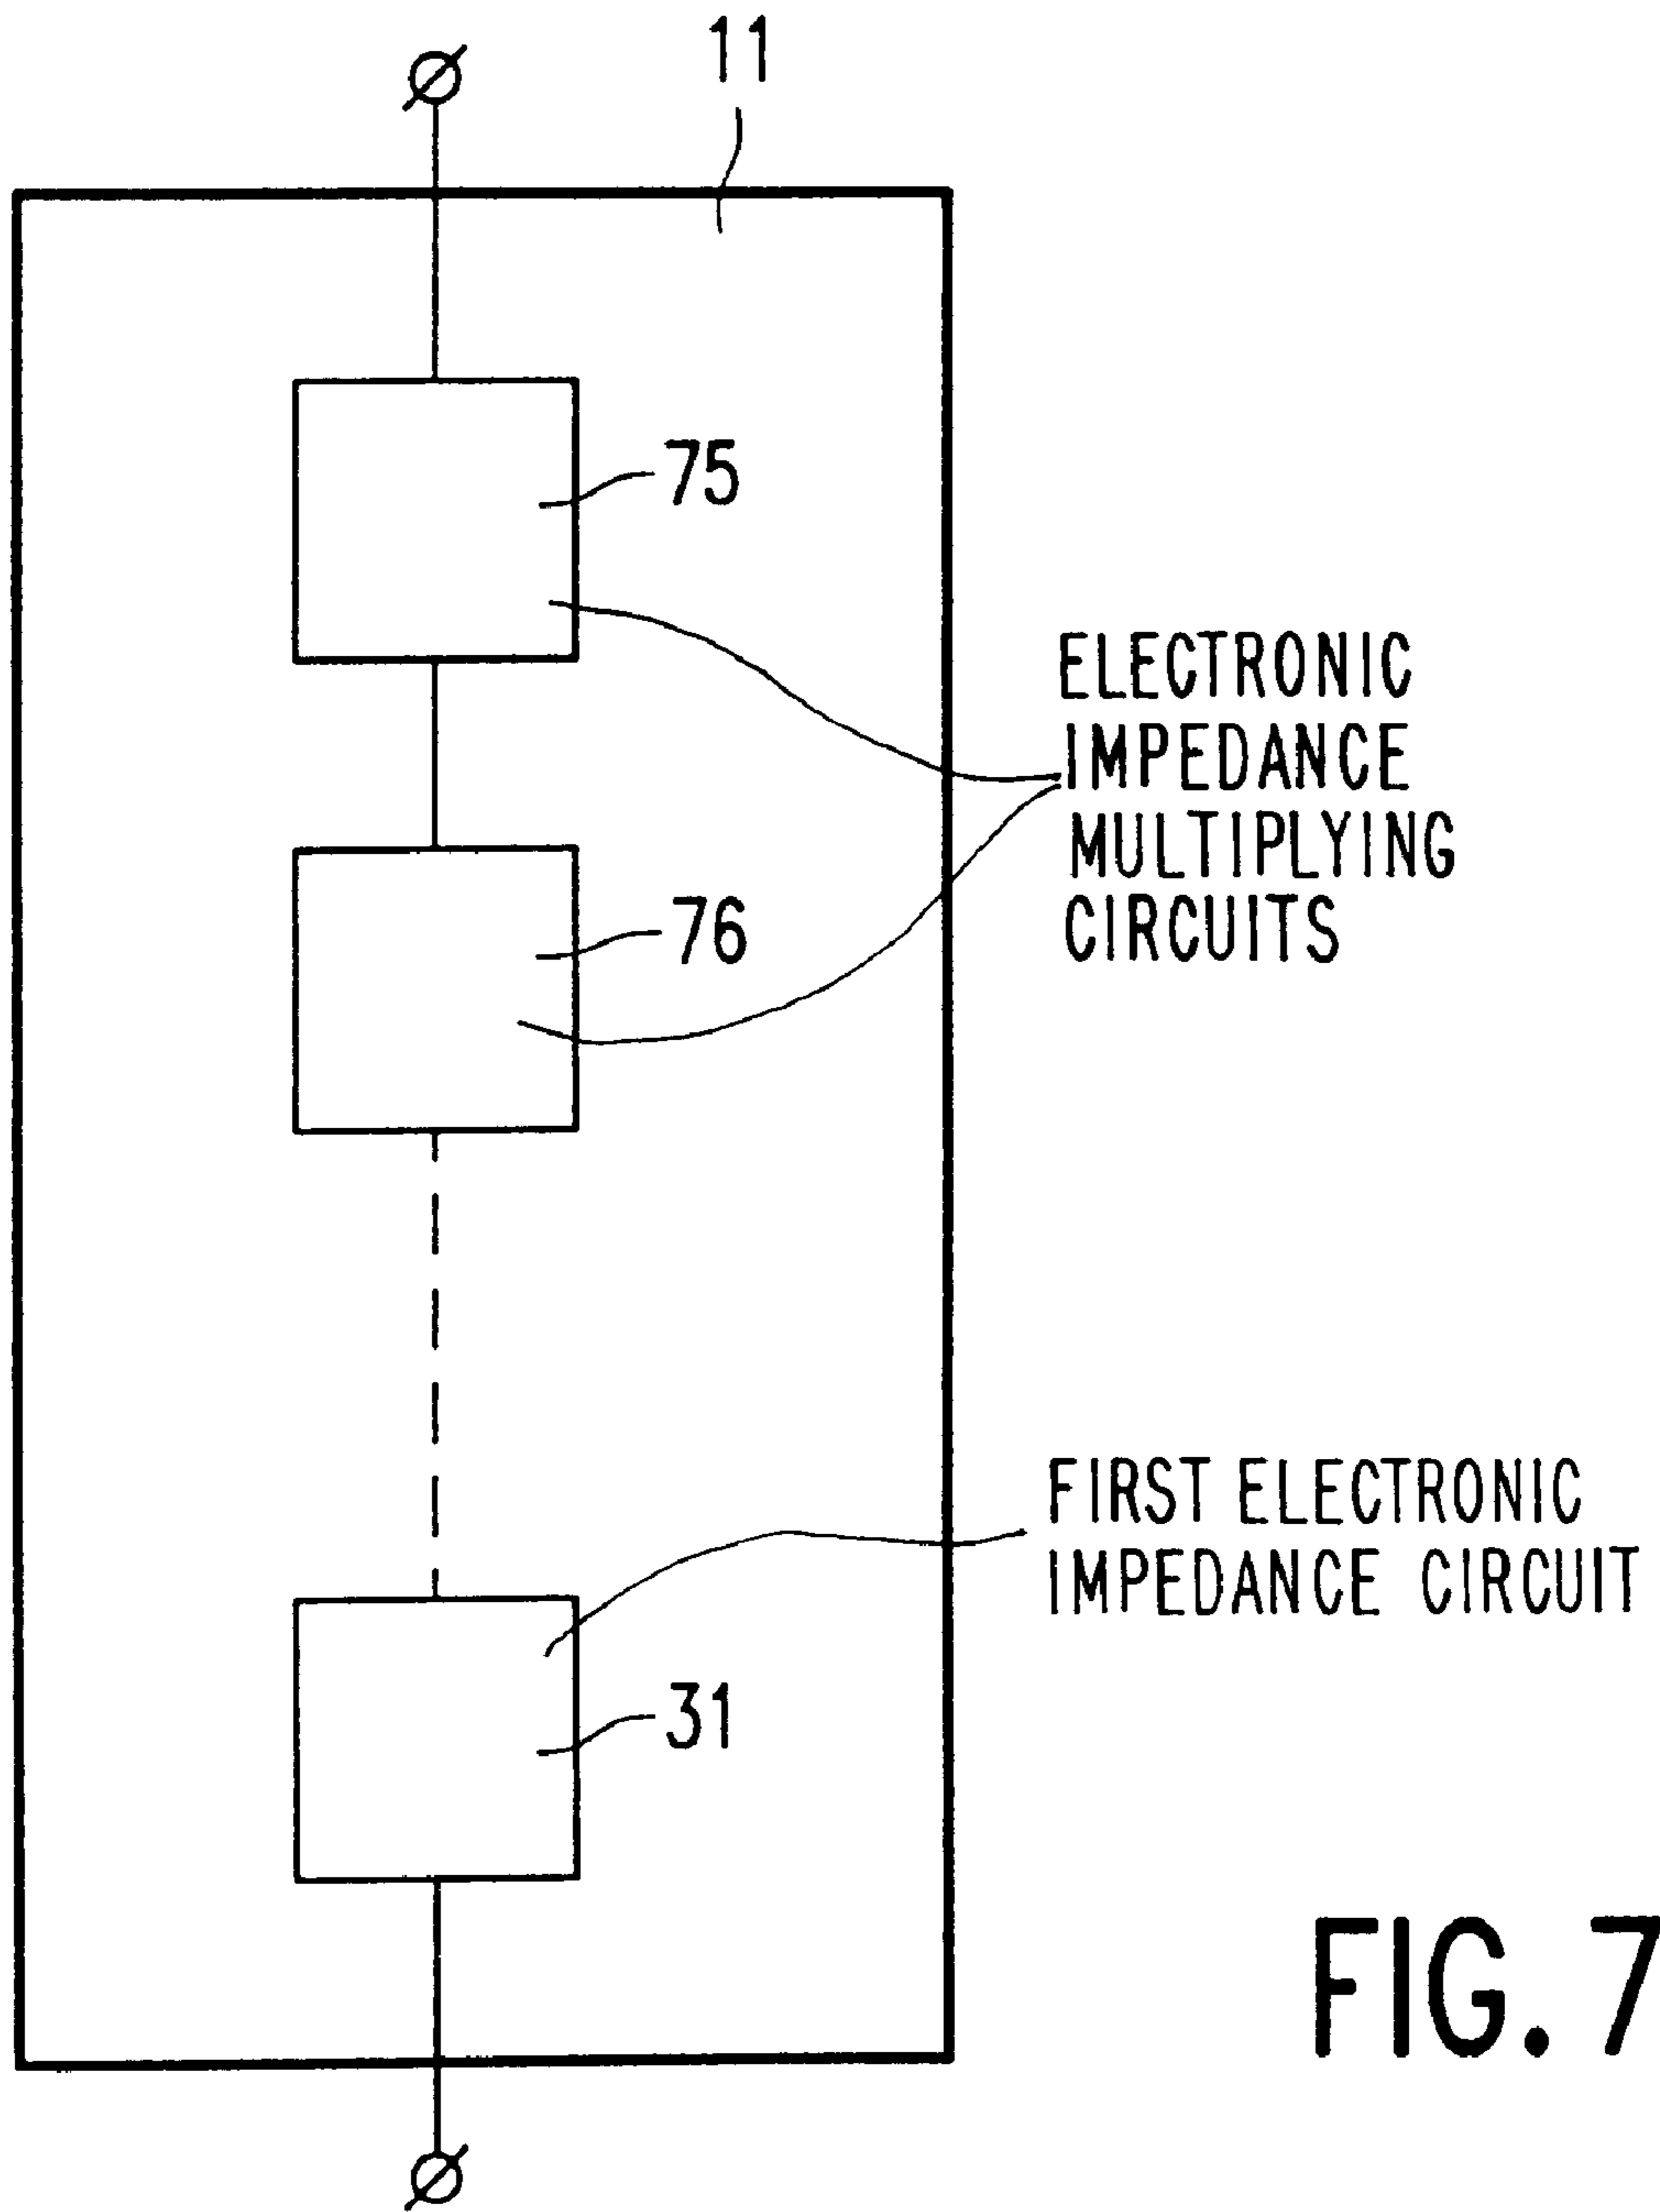 11
75
ELECTRONIC
IMPEDANCE
MULTIPLYING
CIRCUITS
76
FIRST ELECTRONIC
IMPEDANCE CIRCUIT
31
FIG. 7